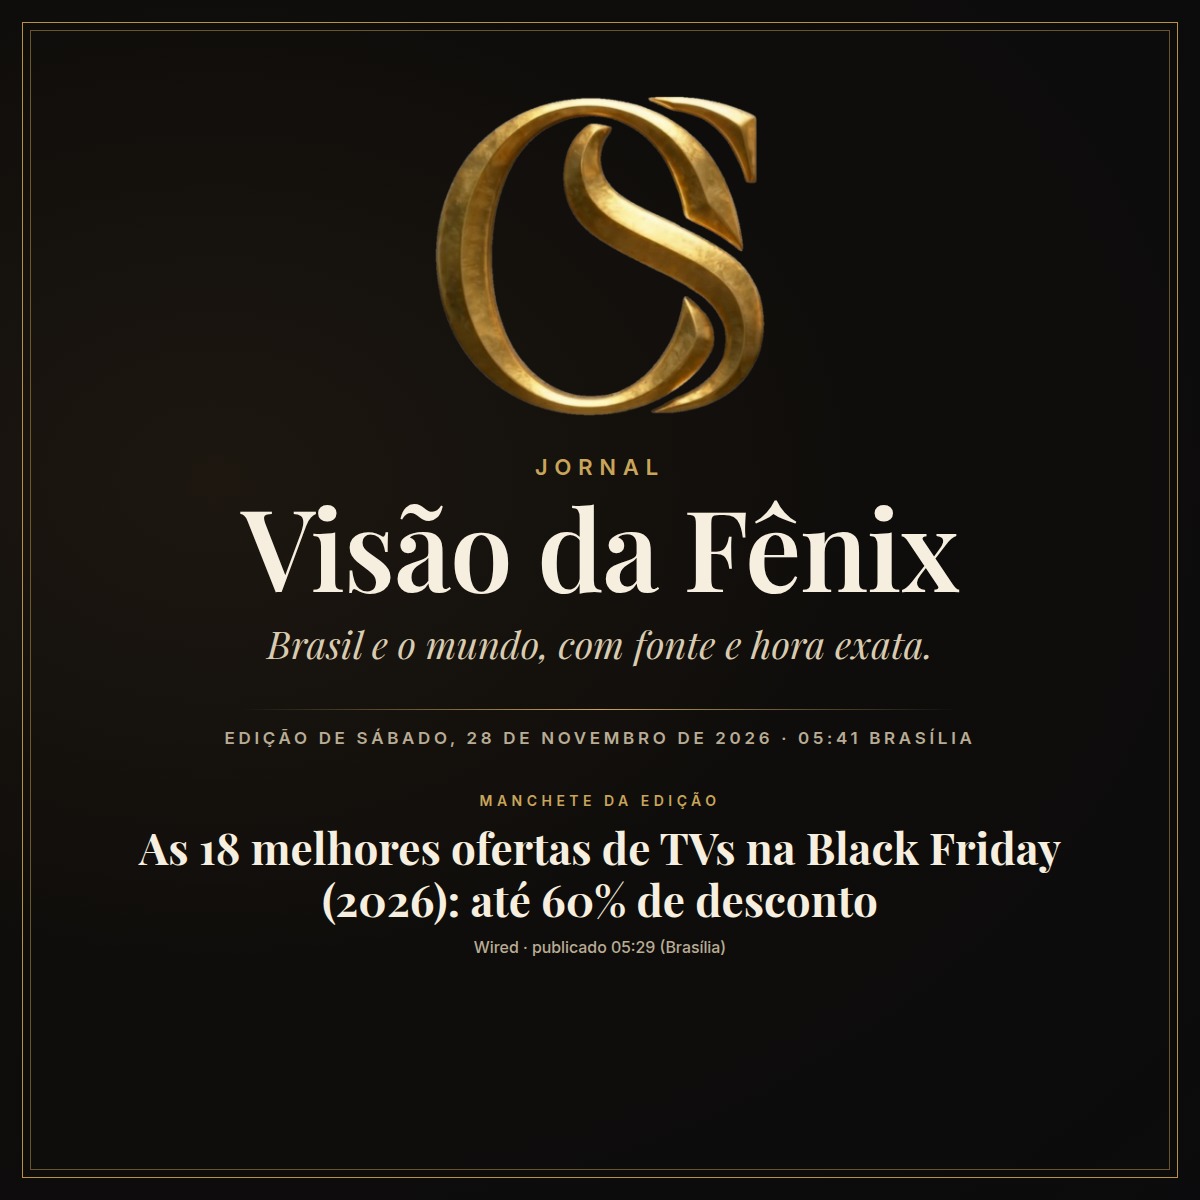 CS
JORNAL
Visão da Fênix
Brasil e o mundo, com fonte e hora exata.
EDIÇÃO DE SÁBADO, 28 DE NOVEMBRO DE 2026 · 05:41 BRASÍLIA
MANCHETE DA EDIÇÃO
As 18 melhores ofertas de TVs na Black Friday
(2026): até 60% de desconto
Wired · publicado 05:29 (Brasília)